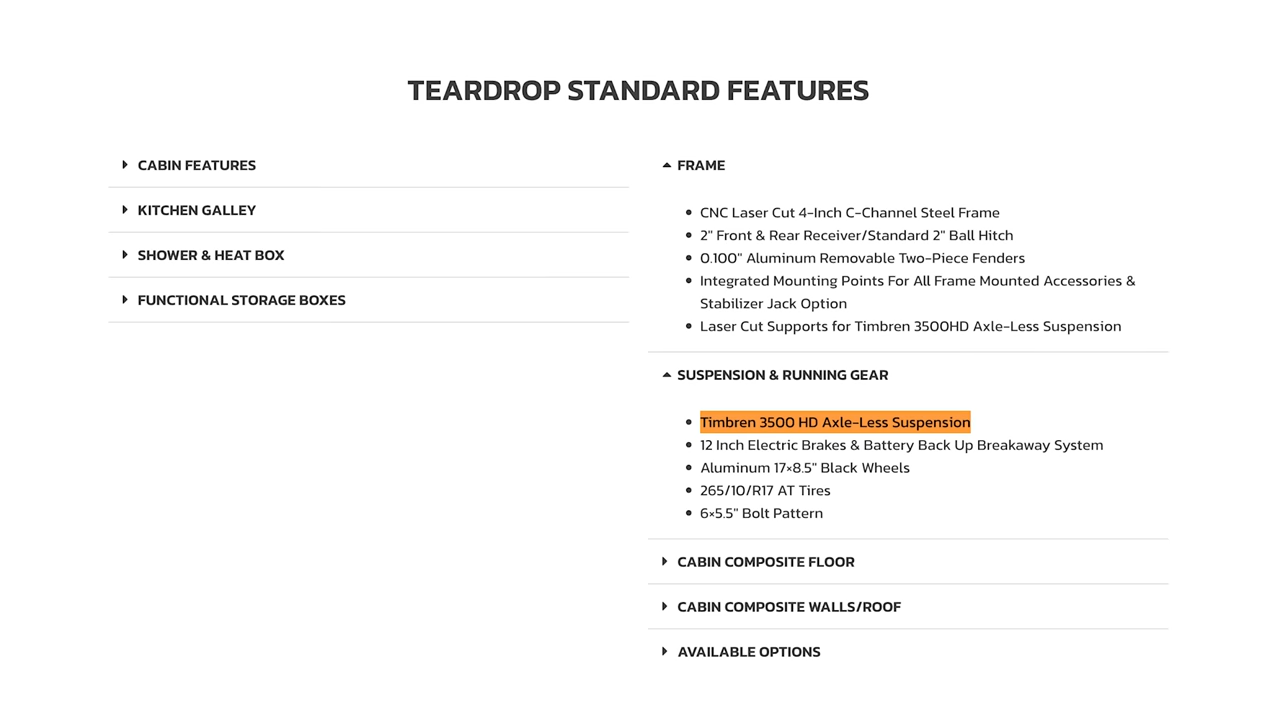 TEARDROP STANDARD FEATURES
CABIN FEATURES
KITCHEN GALLEY
SHOWER & HEAT BOX
FUNCTIONAL STORAGE BOXES
FRAME
CNC Laser Cut 4-Inch C-Channel Steel Frame
2" Front & Rear Receiver/Standard 2" Ball Hitch
0.100" Aluminum Removable Two-Piece Fenders
Integrated Mounting Points For All Frame Mounted Accessories &
Stabilizer Jack Option
Laser Cut Supports for Timbren 3500HD Axle-Less Suspension
SUSPENSION & RUNNING GEAR
Timbren 3500 HD Axle-Less Suspension
12 Inch Electric Brakes & Battery Back Up Breakaway System
Aluminum 17×8.5" Black Wheels
265/10/R17 AT Tires
6×5.5" Bolt Pattern
CABIN COMPOSITE FLOOR
CABIN COMPOSITE WALLS/ROOF
AVAILABLE OPTIONS